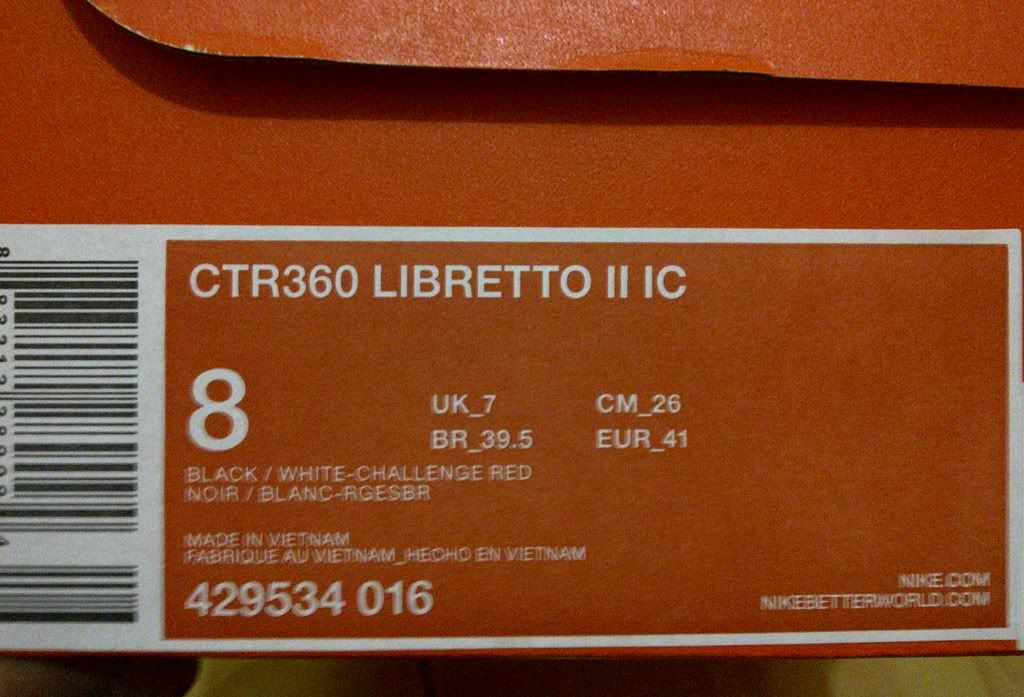 CTR360 LIBRETTO II IC
8
UK_7 CM_26
BR_39.5 EUR_41
BLACK / WHITE-CHALLENGE RED
NOIR / BLANC-RGESBR
MADE IN VIETNAM
FABRIQUE AU VIETNAM_HECHO EN VIETNAM
429534 016
NIKE.COM
NIKEBETTERWORLD.COM